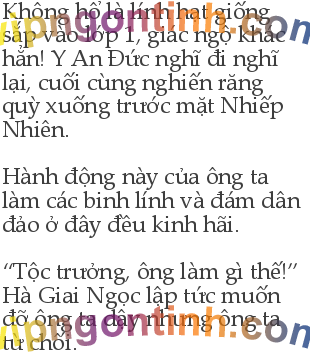 Không hổ là lính hạt giống
sắp vào lớp 1, giác ngộ khác
hẳn! Y An Đức nghĩ đi nghĩ
lại, cuối cùng nghiến răng
quỳ xuống trước mặt Nhiếp
Nhiên.
Hành động này của ông ta
làm các binh lính và đám dân
đảo ở đây đều kinh hãi.
“Tộc trưởng, ông làm gì thế!”
Hà Giai Ngọc lập tức muốn
đỡ ông ta dậy nhưng ông ta
từ chối.
vipngontinh.com